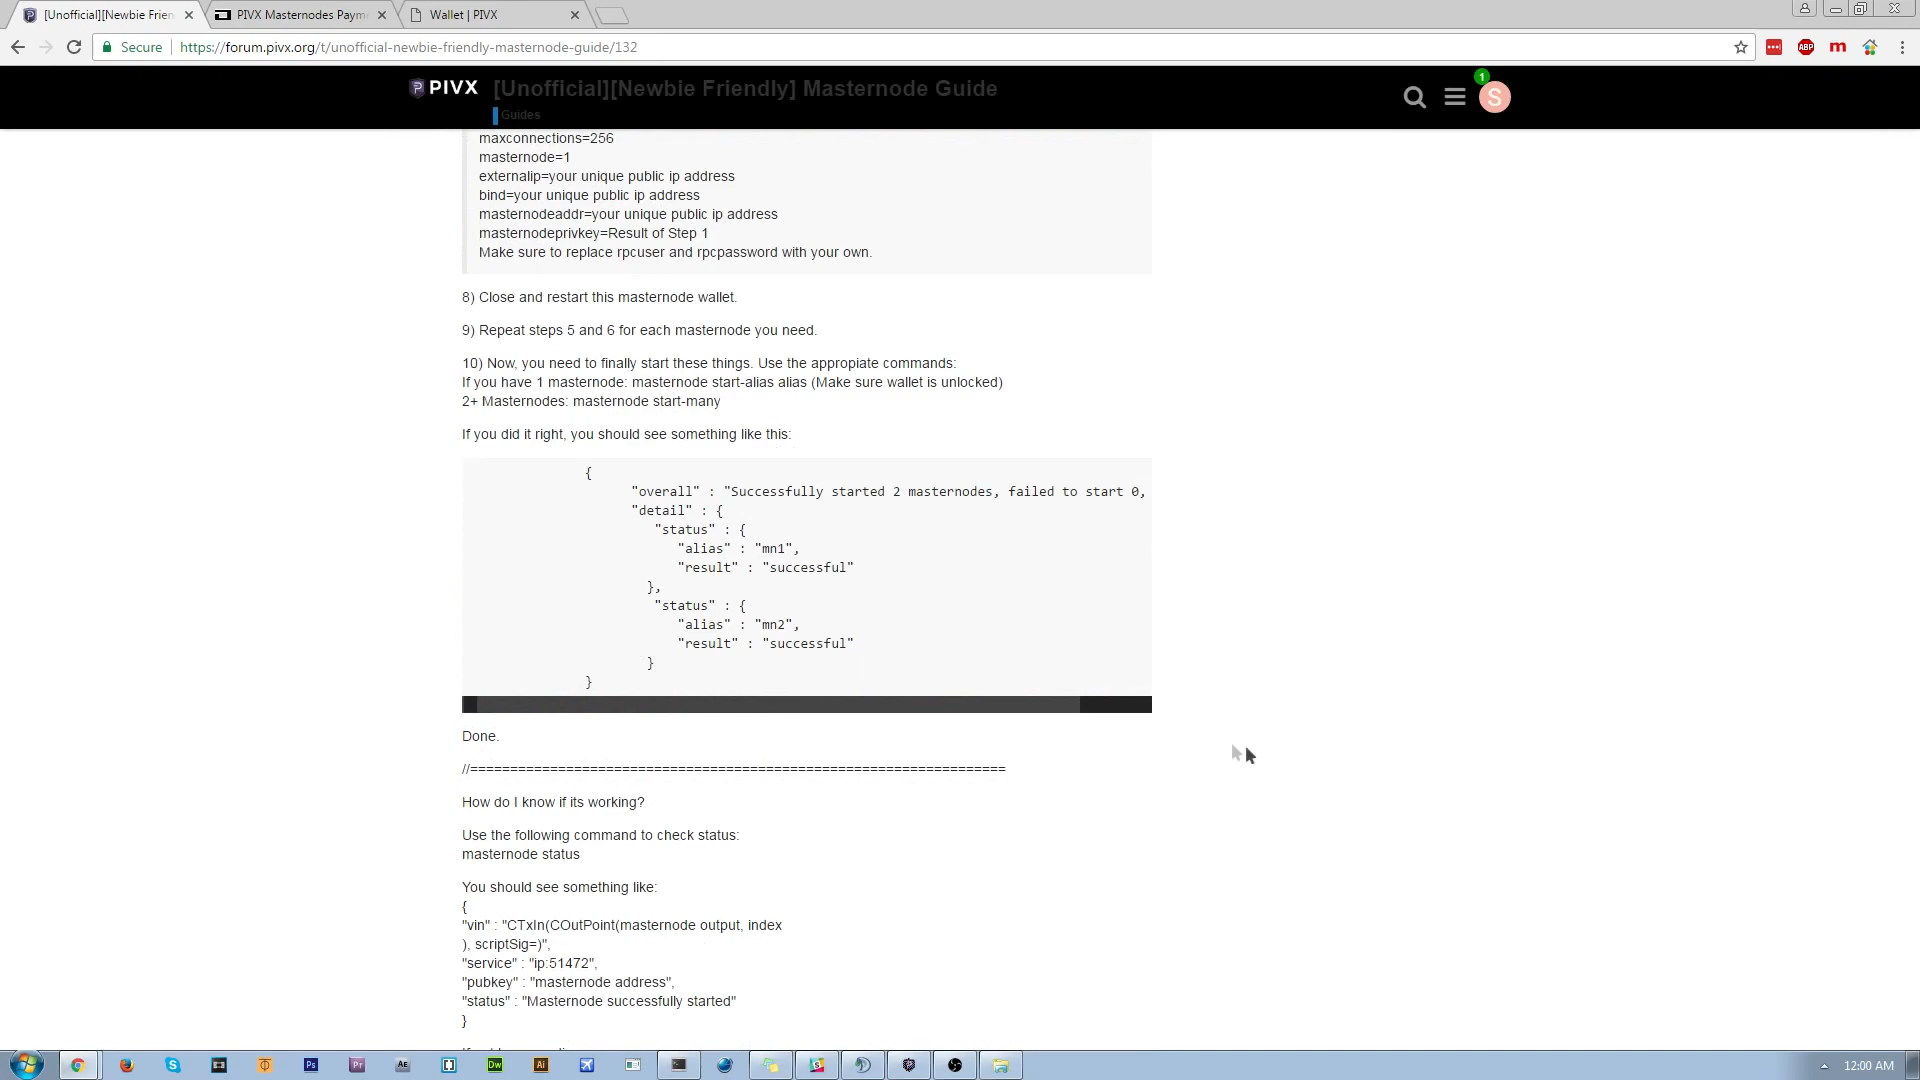 [Unofficial][Newbie Frien
PIVX Masternodes Paym
Wallet | PIVX
Secure
https://forum.pivx.org/t/unofficial-newbie-friendly-masternode-guide/132
ABP
m
PIVX
[Unofficial][Newbie Friendly] Masternode Guide
Guides
1
S
maxconnections=256
masternode=1
externalip=your unique public ip address
bind=your unique public ip address
masternodeaddr=your unique public ip address
masternodeprivkey=Result of Step 1
Make sure to replace rpcuser and rpcpassword with your own.
8) Close and restart this masternode wallet.
9) Repeat steps 5 and 6 for each masternode you need.
10) Now, you need to finally start these things. Use the appropiate commands:
If you have 1 masternode: masternode start-alias alias (Make sure wallet is unlocked)
2+ Masternodes: masternode start-many
If you did it right, you should see something like this:
{
"overall" : "Successfully started 2 masternodes, failed to start 0,
"detail" : {
"status" : {
"alias" : "mn1",
"result" : "successful"
},
"status" : {
"alias" : "mn2",
"result" : "successful"
}
}
Done.
//===================================================================
How do I know if its working?
Use the following command to check status:
masternode status
You should see something like:
{
"vin" : "CTxIn(COutPoint(masternode output, index
), scriptSig=)",
"service" : "ip:51472",
"pubkey" : "masternode address",
"status" : "Masternode successfully started"
}
Ps
Pr
Ae
Dw
Ai
12:00 AM